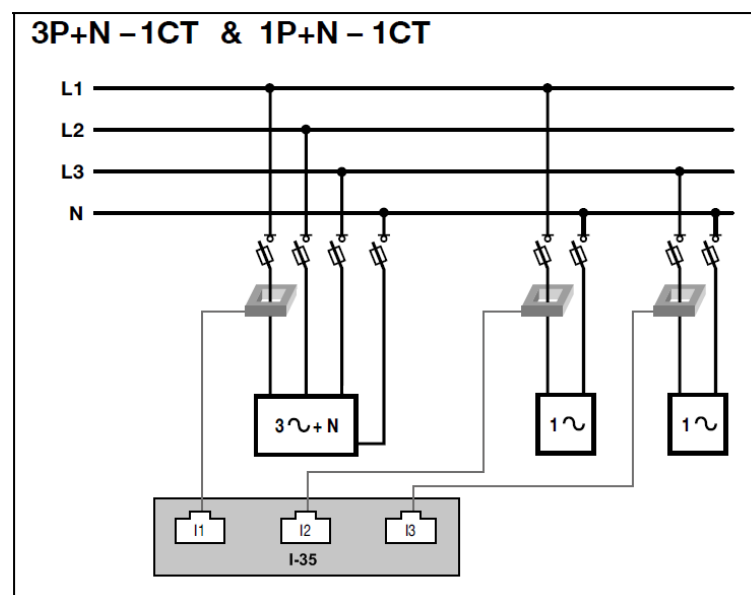 3P+N – 1CT & 1P+N – 1CT
L1
L2
L3
N
3 + N
1
1
I1
I2
I3
I-35